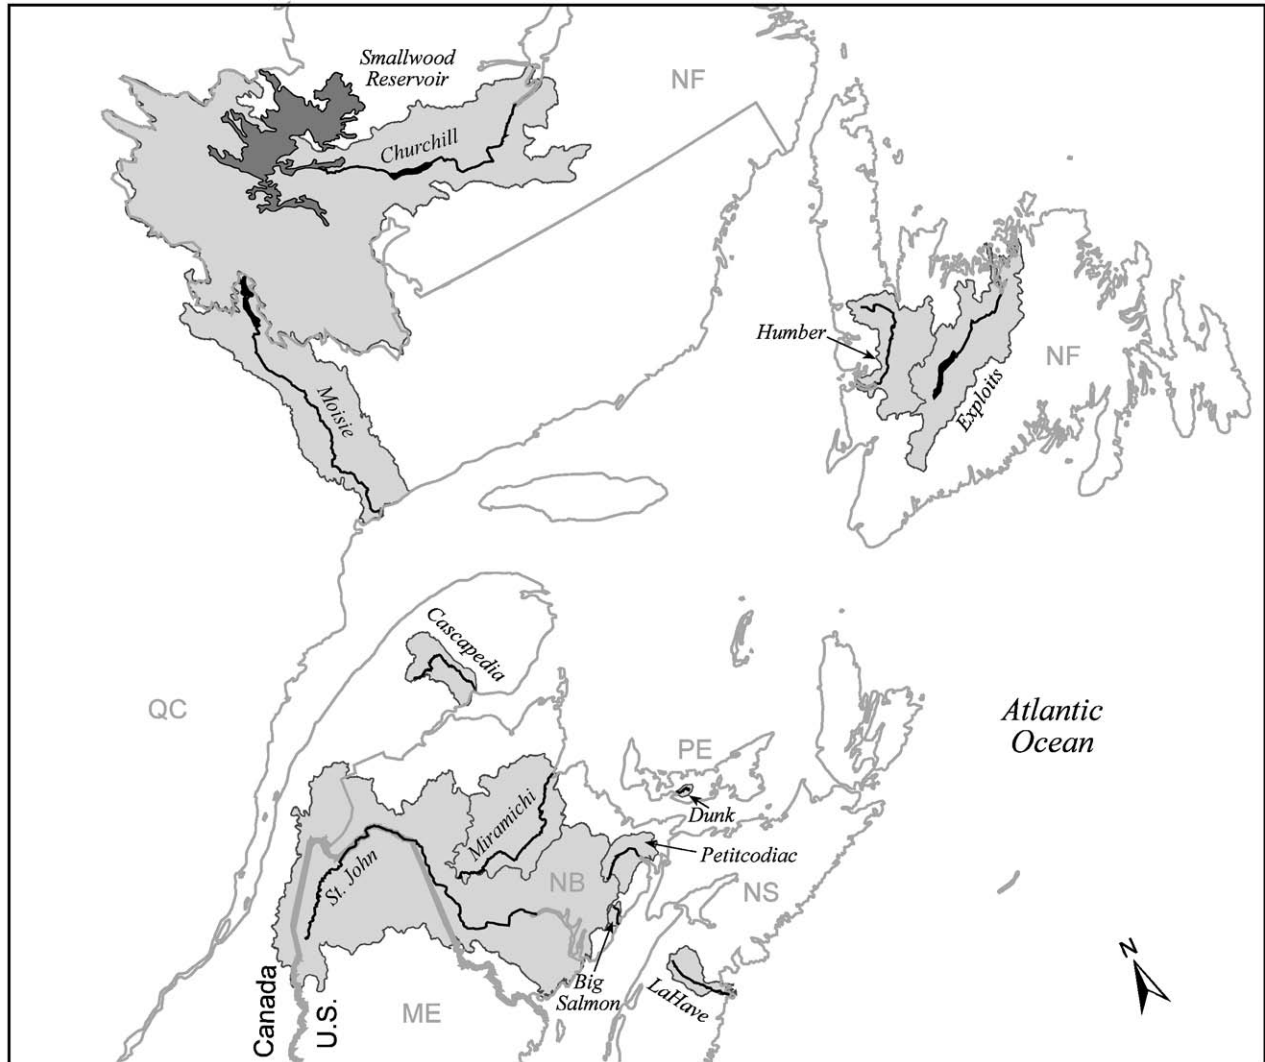 Smallwood
Reservoir
NF
Churchill
Humber
NF
Exploits
Moisie
Cascapedia
QC
Atlantic
Ocean
PE
Dunk
Miramichi
Petitcodiac
St. John
NB
NS
N
Big
Salmon
LaHave
Canada
U.S.
ME